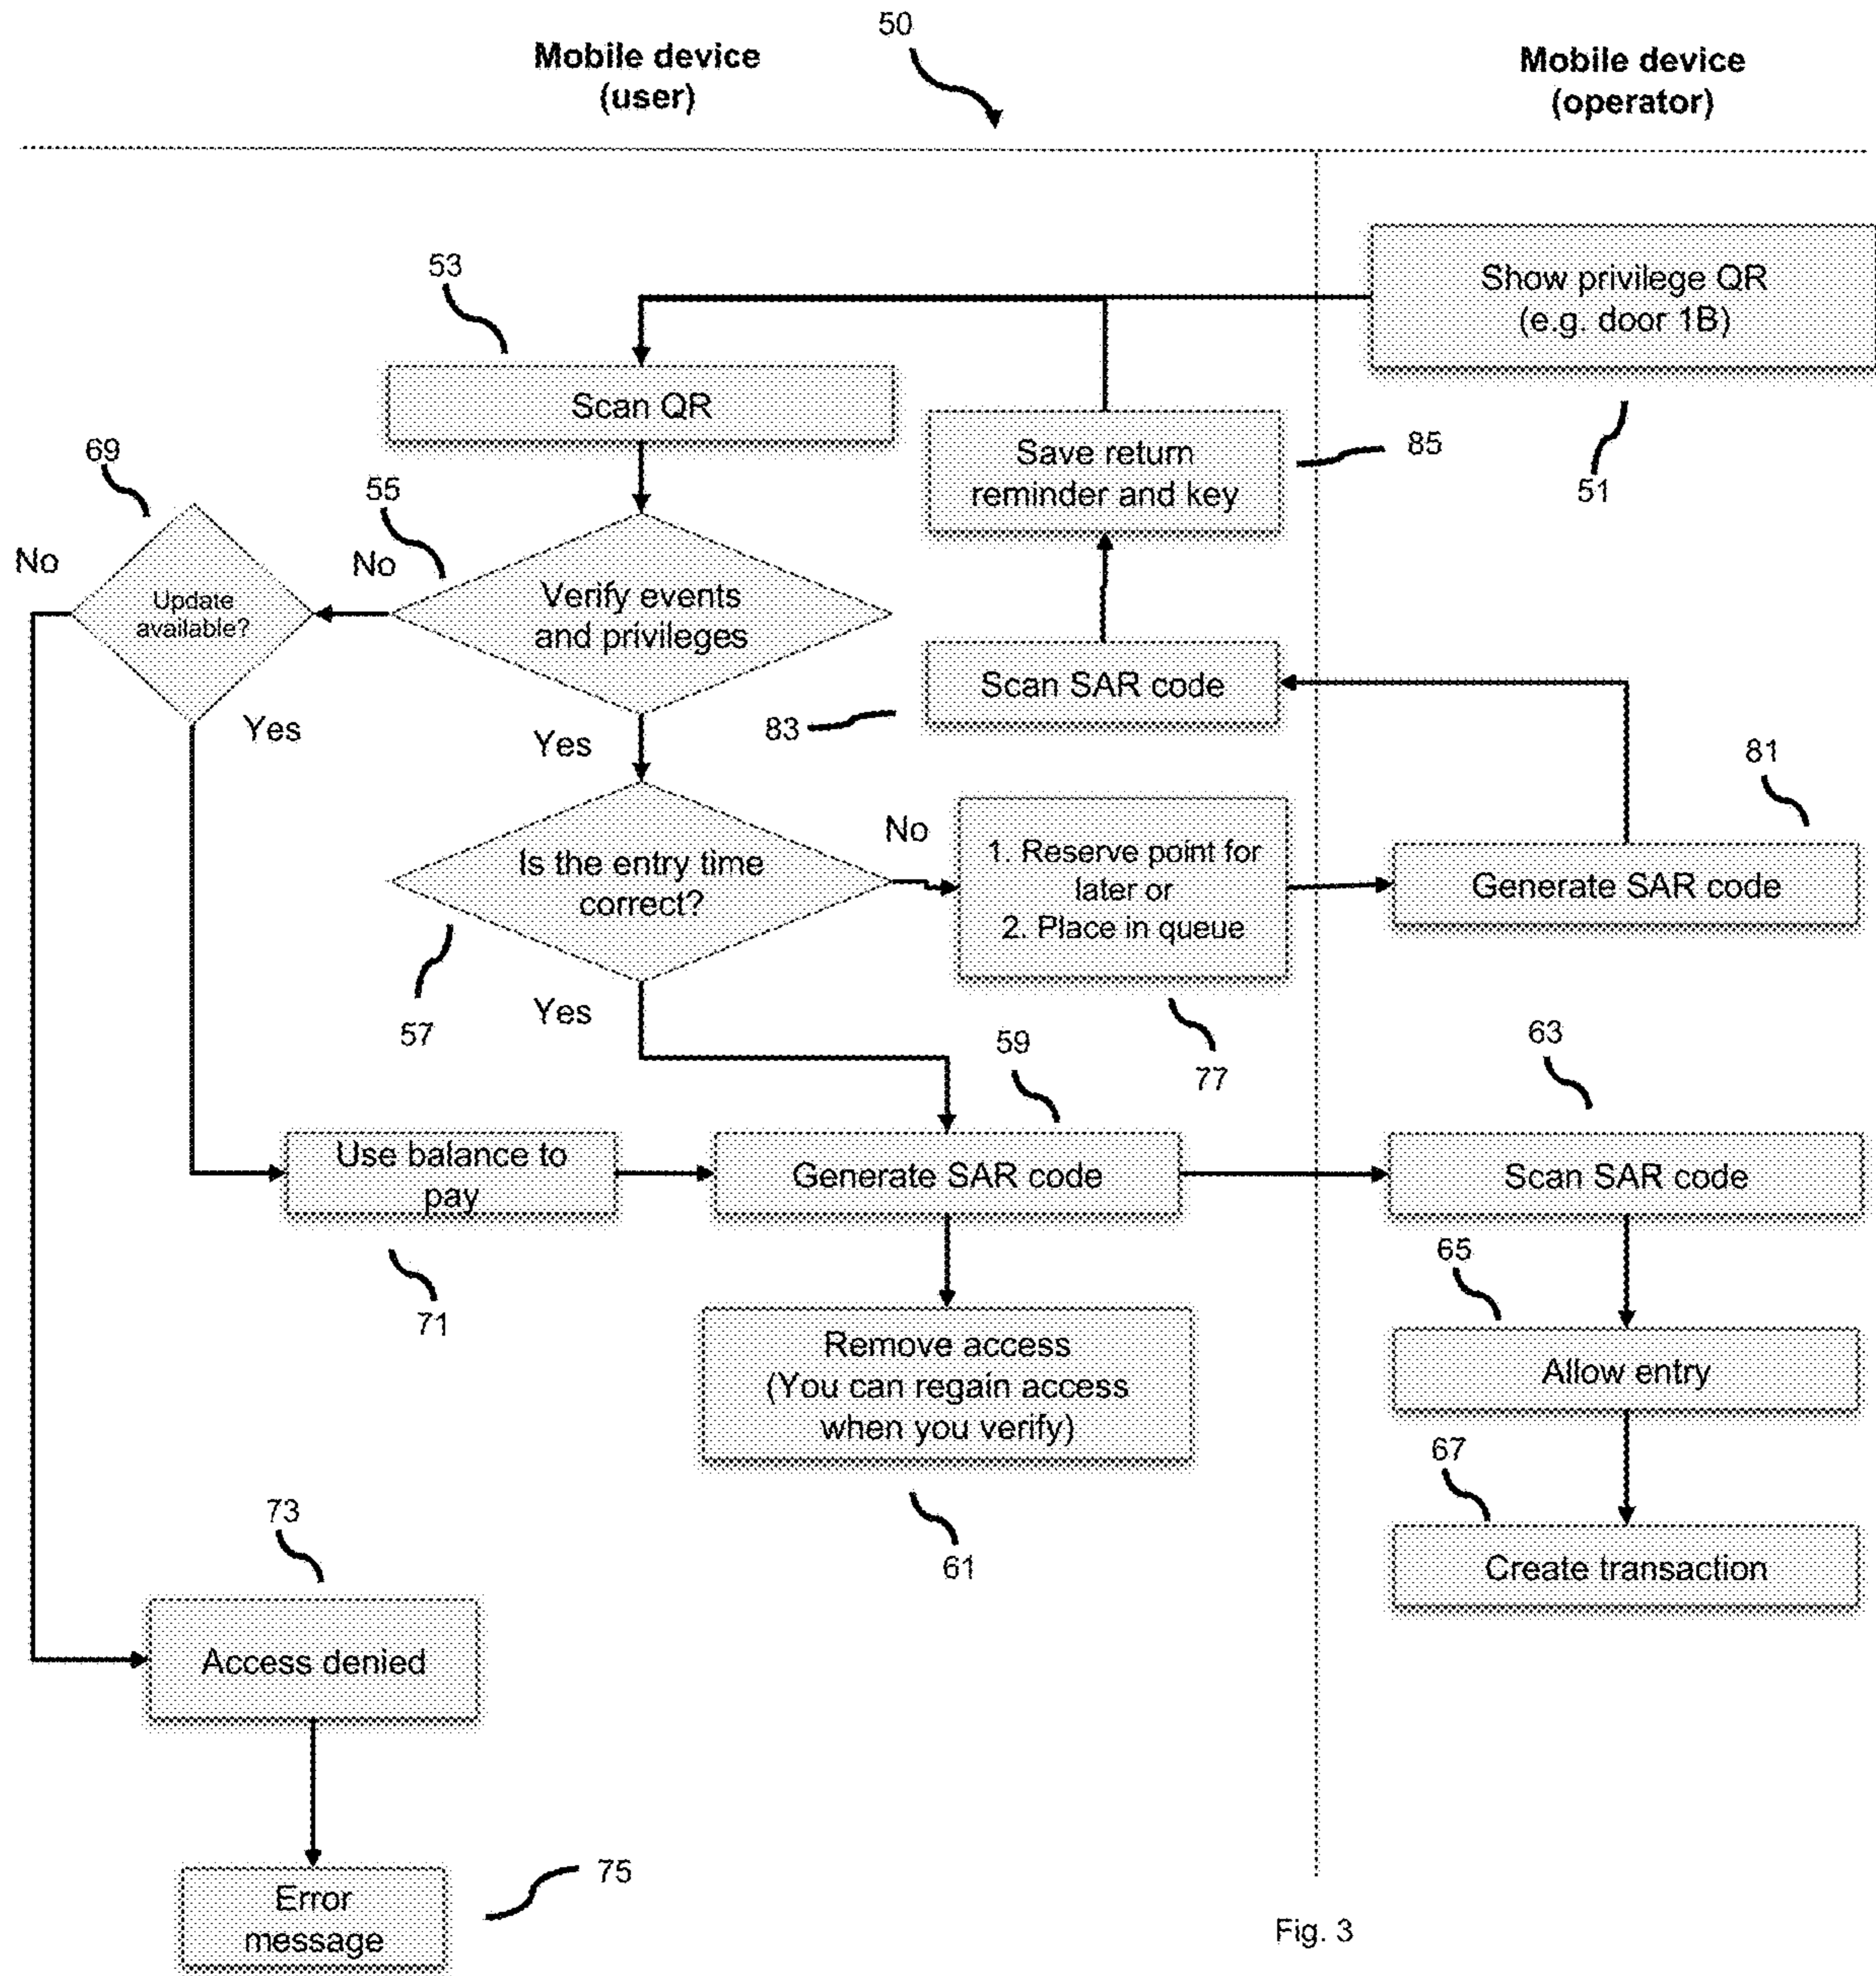 50
Mobile device
(user)
Mobile device
(operator)
Show privilege QR
(e.g. door 1B)
51
53
Scan QR
Save return
reminder and key
85
69
55
No
No
Update
available?
Verify events
and privileges
Scan SAR code
83
Yes
Yes
81
No
Is the entry time
correct?
1. Reserve point for
later or
2. Place in queue
Generate SAR code
57
Yes
77
59
63
Use balance to
pay
Generate SAR code
Scan SAR code
71
65
Remove access
(You can regain access
when you verify)
Allow entry
61
67
Create transaction
73
Access denied
75
Error
message
Fig. 3